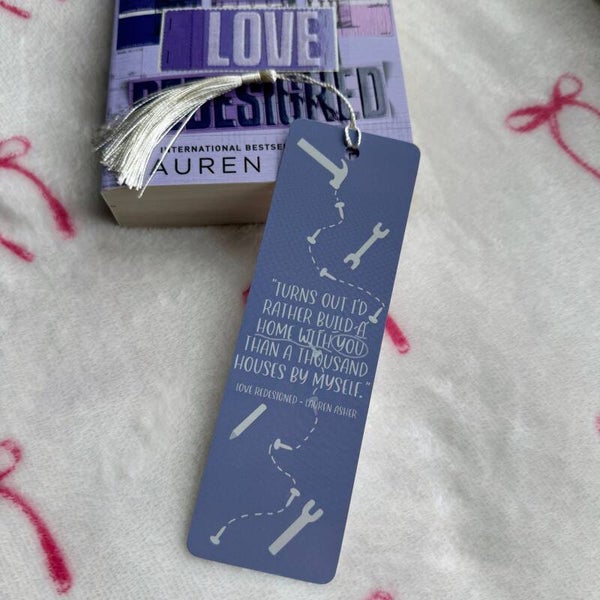 LOVE
REDESIGNED
INTERNATIONAL BESTSE
AUREN
"TURNS OUT I'D
RATHER BUILD A
HOME WITH YOU
THAN A THOUSAND
HOUSES BY MYSELF."
LOVE REDESIGNED - LAUREN ASHER